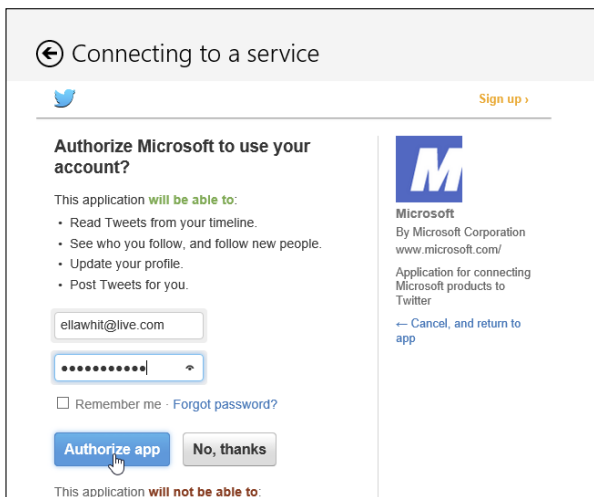 Connecting to a service
Sign up ›
Authorize Microsoft to use your
account?
This application will be able to:
• Read Tweets from your timeline.
• See who you follow, and follow new people.
• Update your profile.
• Post Tweets for you.
ellawhit@live.com
•••••••••••
Remember me · Forgot password?
Authorize app
No, thanks
This application will not be able to:
M
Microsoft
By Microsoft Corporation
www.microsoft.com/
Application for connecting
Microsoft products to
Twitter
← Cancel, and return to
app